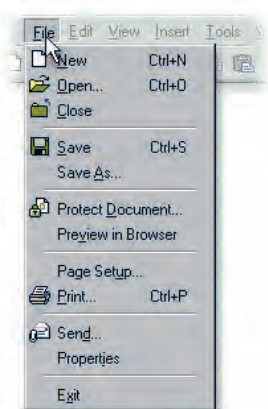 File Edit View Insert Tools
New Ctrl+N
Open... Ctrl+O
Close
Save Ctrl+S
Save As...
Protect Document...
Preview in Browser
Page Setup...
Print... Ctrl+P
Send...
Properties
Exit